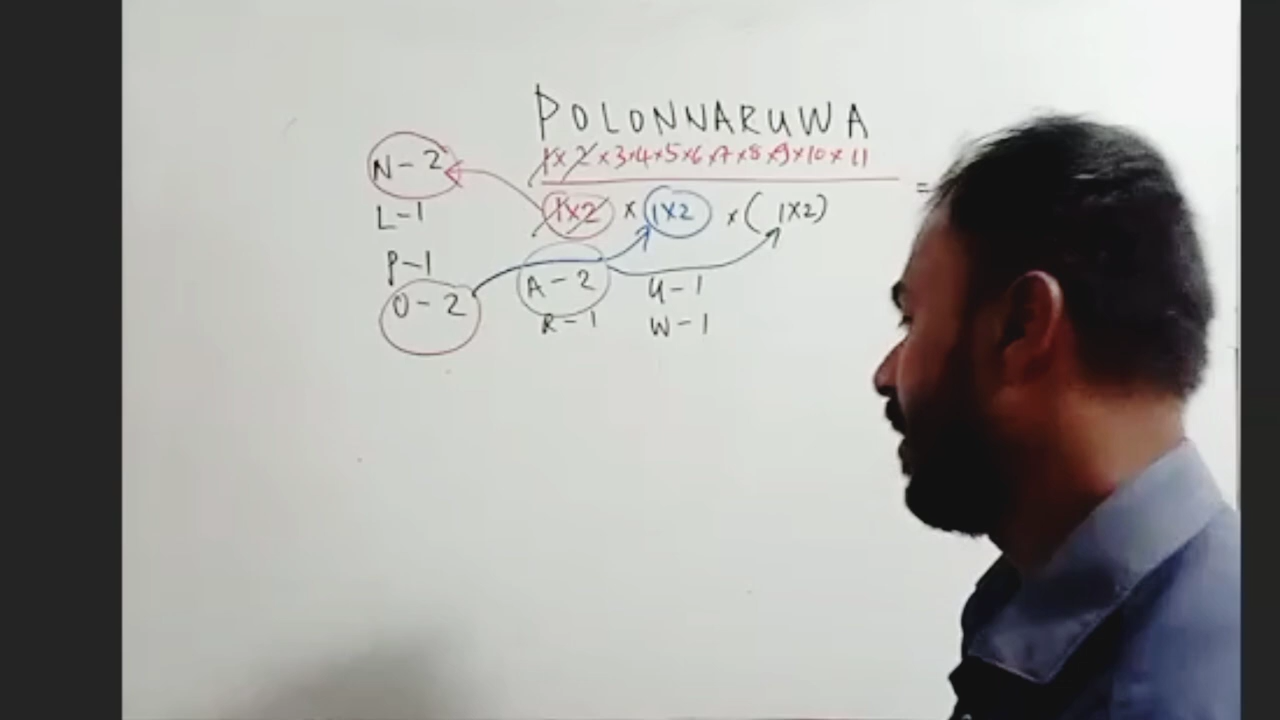 POLONNARUWA
1x2x3x4x5x6x7x8x9x10x11 =
1x2 x 1x2 x (1x2)
N-2
L-1
P-1
O-2
A-2
R-1
U-1
W-1